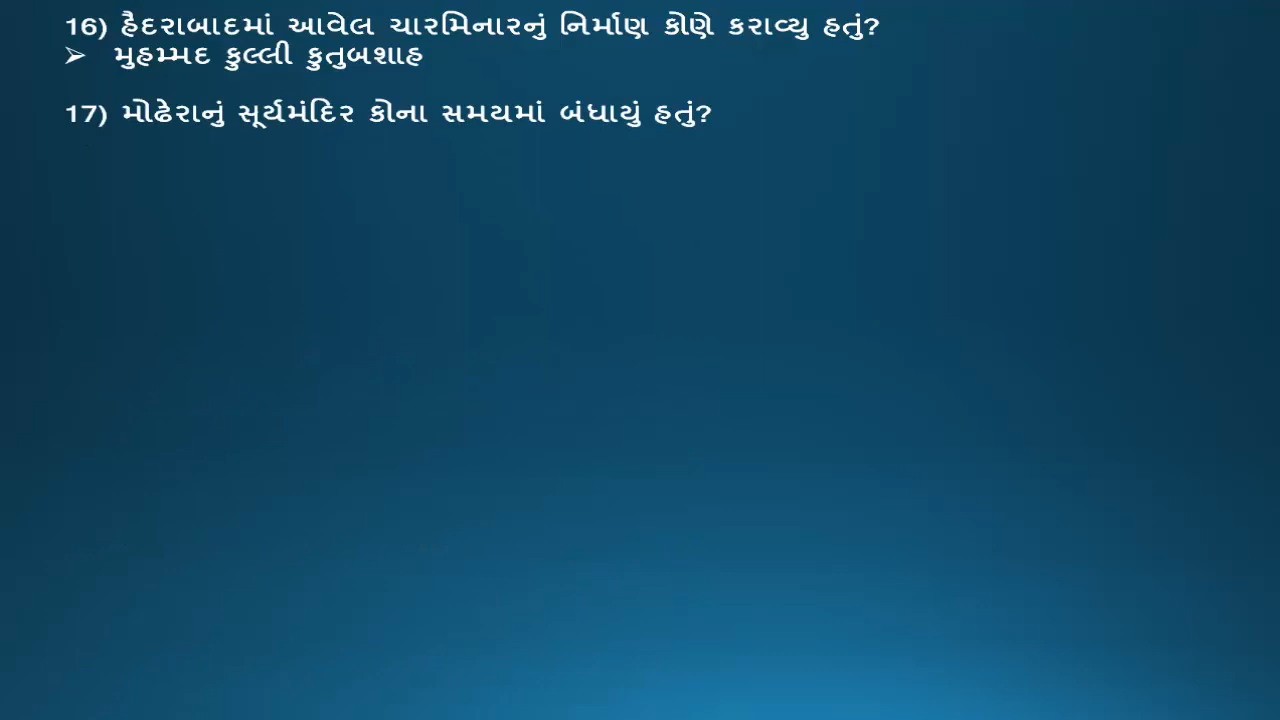 16) હૈદરાબાદમાં આવેલ ચારમિનારનું નિર્માણ કોણે કરાવ્યુ હતું?
➢ મુહમ્મદ કુલ્લી કુતુબશાહ
17) મોઢેરાનું સૂર્યમંદિર કોના સમયમાં બંધાયું હતું?